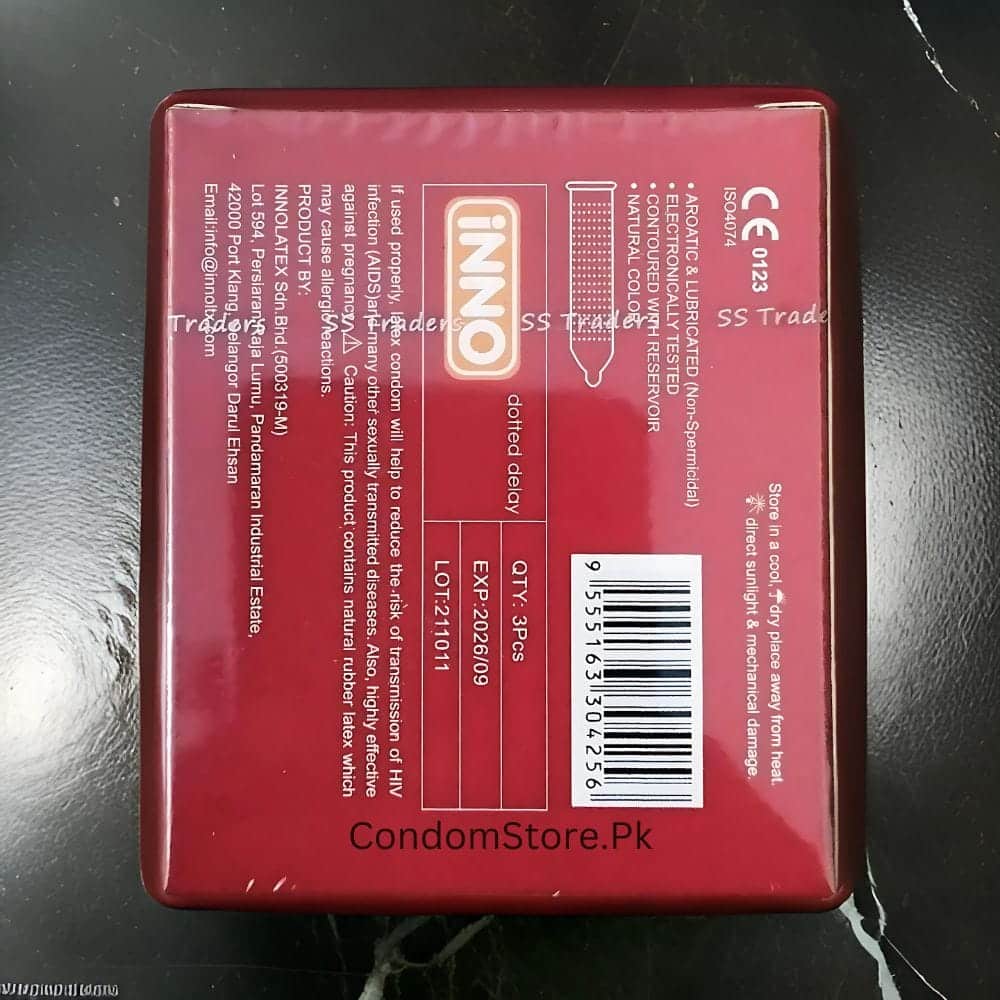 CE 0123
ISO4074
Store in a cool, dry place away from heat.
direct sunlight & mechanical damage.
• AROATIC & LUBRICATED (Non-Spermicidal)
• ELECTRONICALLY TESTED
• CONTOURED WITH RESERVOIR
• NATURAL COLOR
9 555163 304256
iNNO
dotted delay
QTY: 3Pcs
EXP:2026/09
LOT:211011
If used properly, latex condom will help to reduce the risk of transmission of HIV
infection (AIDS)and many other sexually transmitted diseases. Also, highly effective
against pregnancy. ⚠ Caution: This product contains natural rubber latex which
may cause allergic reactions.
PRODUCT BY:
INNOLATEX Sdn.Bhd.(500319-M)
Lot 594, Persiaran Raja Lumu, Pandamaran Industrial Estate,
42000 Port Klang, Selangor Darul Ehsan
Traders SS Traders SS Traders SS Trade
CondomStore.Pk